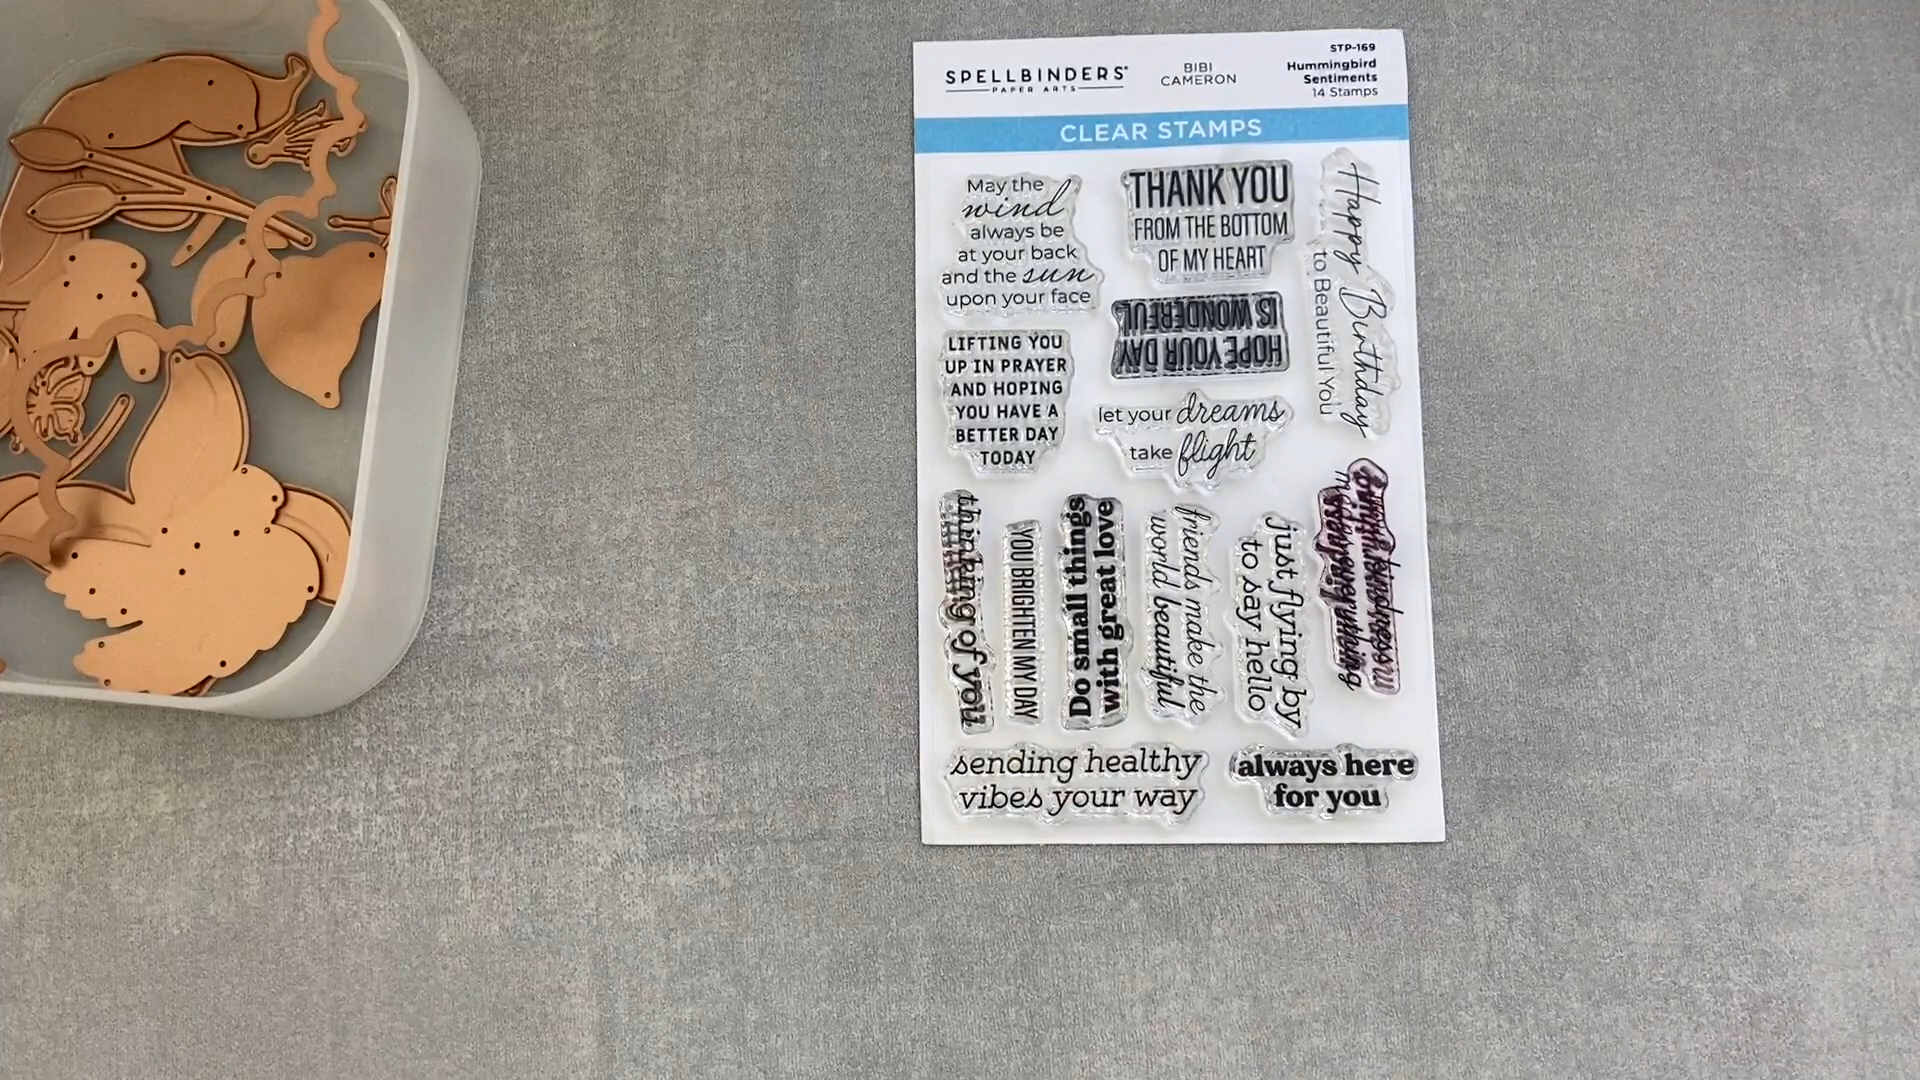 SPELLBINDERS®
PAPER ARTS
BIBI
CAMERON
STP-169
Hummingbird
Sentiments
14 Stamps
CLEAR STAMPS
May the
wind
always be
at your back
and the sun
upon your face
THANK YOU
FROM THE BOTTOM
OF MY HEART
Happy Birthday
to Beautiful You
HOPE YOUR DAY
IS WONDERFUL
LIFTING YOU
UP IN PRAYER
AND HOPING
YOU HAVE A
BETTER DAY
TODAY
let your dreams
take flight
thinking of you
YOU BRIGHTEN MY DAY
Do small things
with great love
friends make the
world beautiful
just flying by
to say hello
sending healthy
vibes your way
always here
for you